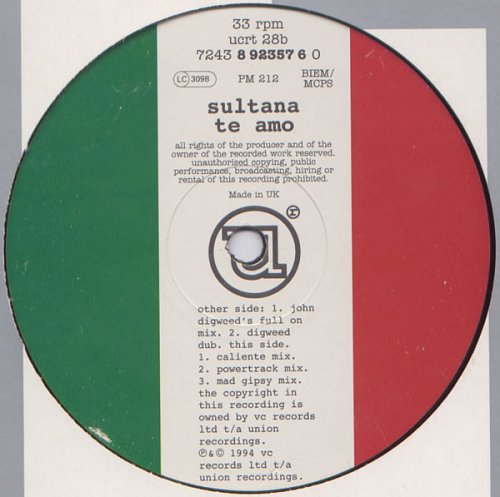 33 rpm
ucrt 28b
7243 8 92357 6 0
LC 3098 PM 212 BIEM/
MCPS
sultana
te amo
all rights of the producer and of the
owner of the recorded work reserved.
unauthorised copying, public
performance, broadcasting, hiring or
rental of this recording prohibited.
Made in UK
R
u
other side: 1. john
digweed's full on
mix. 2. digweed
dub. this side.
1. caliente mix.
2. powertrack mix.
3. mad gipsy mix.
the copyright in
this recording is
owned by vc records
ltd t/a union
recordings.
℗&© 1994 vc
records ltd t/a
union recordings.